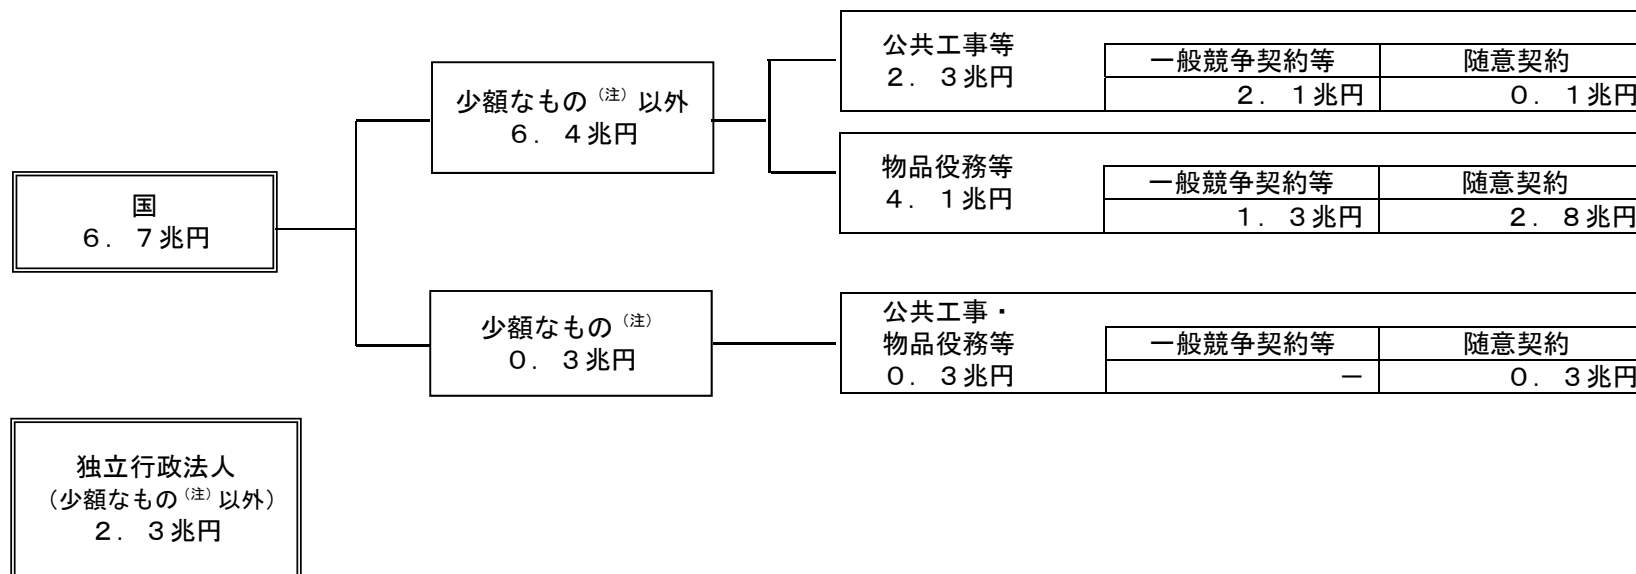 国
６．７兆円
少額なもの（注）以外
６．４兆円
公共工事等
２．３兆円
一般競争契約等 随意契約
２．１兆円 ０．１兆円
物品役務等
４．１兆円
一般競争契約等 随意契約
１．３兆円 ２．８兆円
少額なもの（注）
０．３兆円
公共工事・
物品役務等
０．３兆円
一般競争契約等 随意契約
－ ０．３兆円
独立行政法人
（少額なもの（注）以外）
２．３兆円